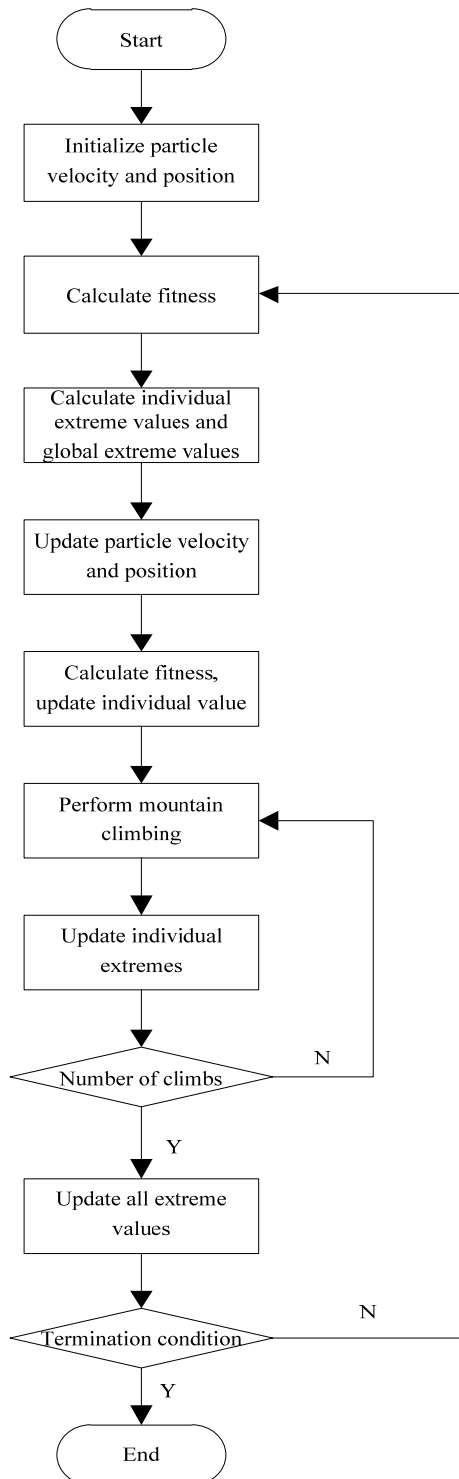 Start
Initialize particle
velocity and position
Calculate fitness
Calculate individual
extreme values and
global extreme values
Update particle velocity
and position
Calculate fitness,
update individual value
Perform mountain
climbing
Update individual
extremes
Number of climbs
N
Y
Update all extreme
values
Termination condition
N
Y
End